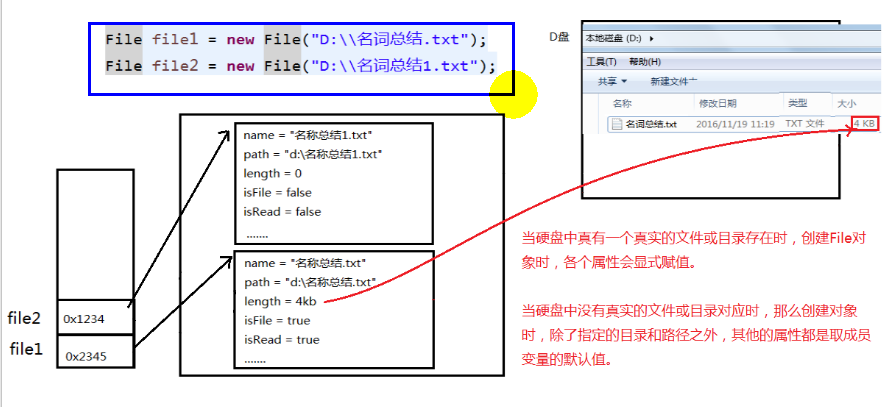 File file1 = new File("D:\\名词总结.txt");
File file2 = new File("D:\\名词总结1.txt");
D盘
本地磁盘 (D:)
工具(T) 帮助(H)
共享 新建文件
名称 修改日期 类型 大小
名词总结.txt 2016/11/19 11:19 TXT 文件 4 KB
name = "名称总结1.txt"
path = "d:\名称总结1.txt"
length = 0
isFile = false
isRead = false
.......
name = "名称总结.txt"
path = "d:\名称总结.txt"
length = 4kb
isFile = true
isRead = true
.......
file2 0x1234
file1 0x2345
当硬盘中真有一个真实的文件或目录存在时，创建File对
象时，各个属性会显式赋值。
当硬盘中没有真实的文件或目录对应时，那么创建对象
时，除了指定的目录和路径之外，其他的属性都是取成员
变量的默认值。